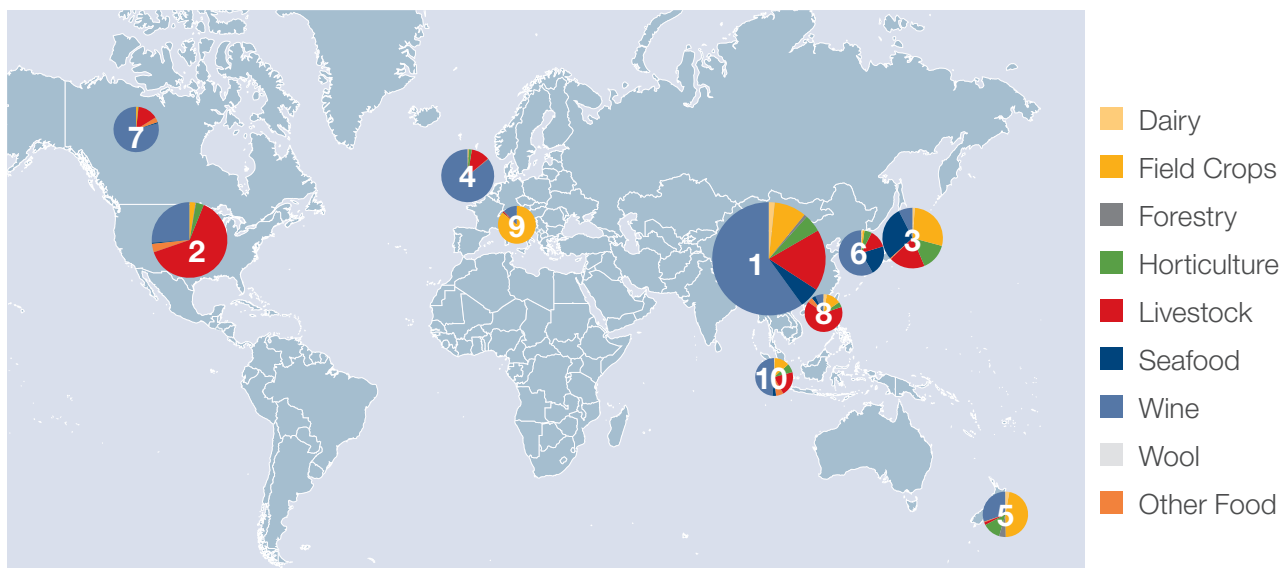 7
4
2
9
1
6
3
8
10
5
Dairy
Field Crops
Forestry
Horticulture
Livestock
Seafood
Wine
Wool
Other Food